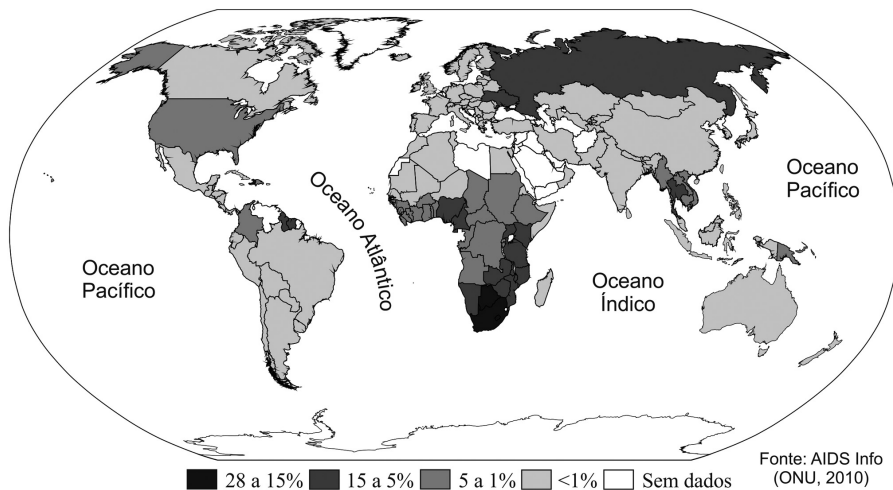 Oceano
Pacífico
Oceano Atlântico
Oceano
Índico
Oceano
Pacífico
28 a 15%
15 a 5%
5 a 1%
<1%
Sem dados
Fonte: AIDS Info
(ONU, 2010)